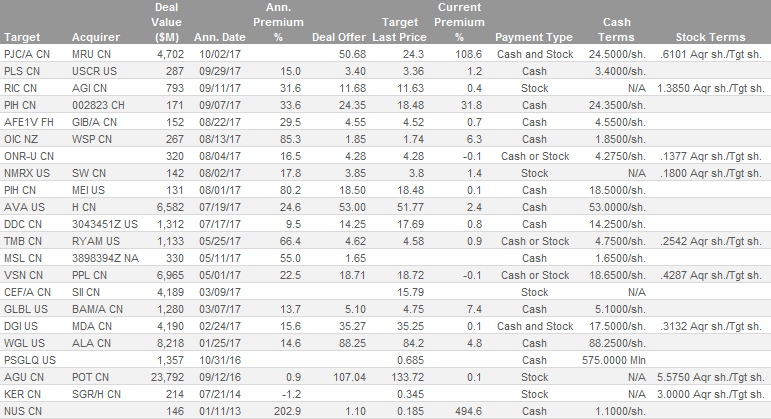 Deal Ann. Current
Value Premium Target Premium Cash
Target Acquirer ($M) Ann. Date % Deal Offer Last Price % Payment Type Terms Stock Terms
PJC/A CN MRU CN 4,702 10/02/17 50.68 24.3 108.6 Cash and Stock 24.5000/sh. .6101 Aqr sh./Tgt sh.
PLS CN USCR US 287 09/29/17 15.0 3.40 3.36 1.2 Cash 3.4000/sh.
RIC CN AGI CN 793 09/11/17 31.6 11.68 11.63 0.4 Stock N/A 1.3850 Aqr sh./Tgt sh.
PIH CN 002823 CH 171 09/07/17 33.6 24.35 18.48 31.8 Cash 24.3500/sh.
AFE1V FH GIB/A CN 152 08/22/17 29.5 4.55 4.52 0.7 Cash 4.5500/sh.
OIC NZ WSP CN 267 08/13/17 85.3 1.85 1.74 6.3 Cash 1.8500/sh.
ONR-U CN 320 08/04/17 16.5 4.28 4.28 -0.1 Cash or Stock 4.2750/sh. .1377 Aqr sh./Tgt sh.
NMRX US SW CN 142 08/02/17 17.8 3.85 3.8 1.4 Stock N/A .1800 Aqr sh./Tgt sh.
PIH CN MEI US 131 08/01/17 80.2 18.50 18.48 0.1 Cash 18.5000/sh.
AVA US H CN 6,582 07/19/17 24.6 53.00 51.77 2.4 Cash 53.0000/sh.
DDC CN 3043451Z US 1,312 07/17/17 9.5 14.25 17.69 0.8 Cash 14.2500/sh.
TMB CN RYAM US 1,133 05/25/17 66.4 4.62 4.58 0.9 Cash or Stock 4.7500/sh. .2542 Aqr sh./Tgt sh.
MSL CN 3898394Z NA 330 05/11/17 55.0 1.65 Cash 1.6500/sh.
VSN CN PPL CN 6,965 05/01/17 22.5 18.71 18.72 -0.1 Cash or Stock 18.6500/sh. .4287 Aqr sh./Tgt sh.
CEF/A CN SII CN 4,189 03/09/17 15.79 Stock N/A
GLBL US BAM/A CN 1,280 03/07/17 13.7 5.10 4.75 7.4 Cash 5.1000/sh.
DGI US MDA CN 4,190 02/24/17 15.6 35.27 35.25 0.1 Cash and Stock 17.5000/sh. .3132 Aqr sh./Tgt sh.
WGL US ALA CN 8,218 01/25/17 14.6 88.25 84.2 4.8 Cash 88.2500/sh.
PSGLQ US 1,357 10/31/16 0.685 Cash 575.0000 Mln
AGU CN POT CN 23,792 09/12/16 0.9 107.04 133.72 0.1 Stock N/A 5.5750 Aqr sh./Tgt sh.
KER CN SGR/H CN 214 07/21/14 -1.2 0.345 Stock N/A 3.0000 Aqr sh./Tgt sh.
NUS CN 146 01/11/13 202.9 1.10 0.185 494.6 Cash 1.1000/sh.